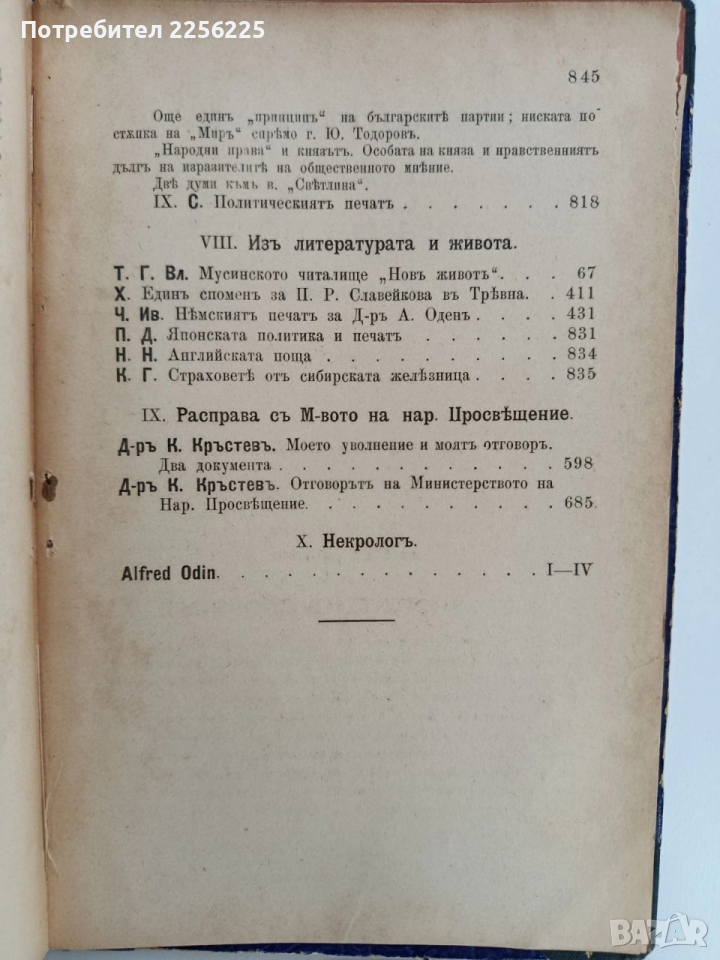 Потребител 2256225
845
Още единъ „принципъ“ на българскитѣ партии; ниската по
стѫпка на „Миръ“ спрѣмо г. Ю. Тодоровъ.
„Народни права“ и князътъ. Особата на княза и нравственниятъ
дългъ на изразителитѣ на общественното мнѣние.
Двѣ думи къмъ в. „Свѣтлина“.
IX. С. Политическиятъ печатъ . . . . . . . 818
VIII. Изъ литературата и живота.
Т. Г. Вл. Мусинското читалище „Новъ животъ“. . . 67
Х. Единъ споменъ за П. Р. Славейкова въ Трѣвна. . 411
Ч. Ив. Нѣмскиятъ печатъ за Д-ръ А. Оденъ . . . . 431
П. Д. Японската политика и печатъ . . . . . . 831
Н. Н. Английската поща . . . . . . . . . . 834
К. Г. Страховетѣ отъ сибирската желѣзница . . . . 835
IX. Расправа съ М-вото на нар. Просвѣщение.
Д-ръ К. Кръстевъ. Моето уволнение и моятъ отговоръ.
Два документа . . . . . . . . . . . . 598
Д-ръ К. Кръстевъ. Отговорътъ на Министерството на
Нар. Просвѣщение. . . . . . . . . . . 685.
X. Некрологъ.
Alfred Odin. . . . . . . . . . . . . . I—IV
BAZAR